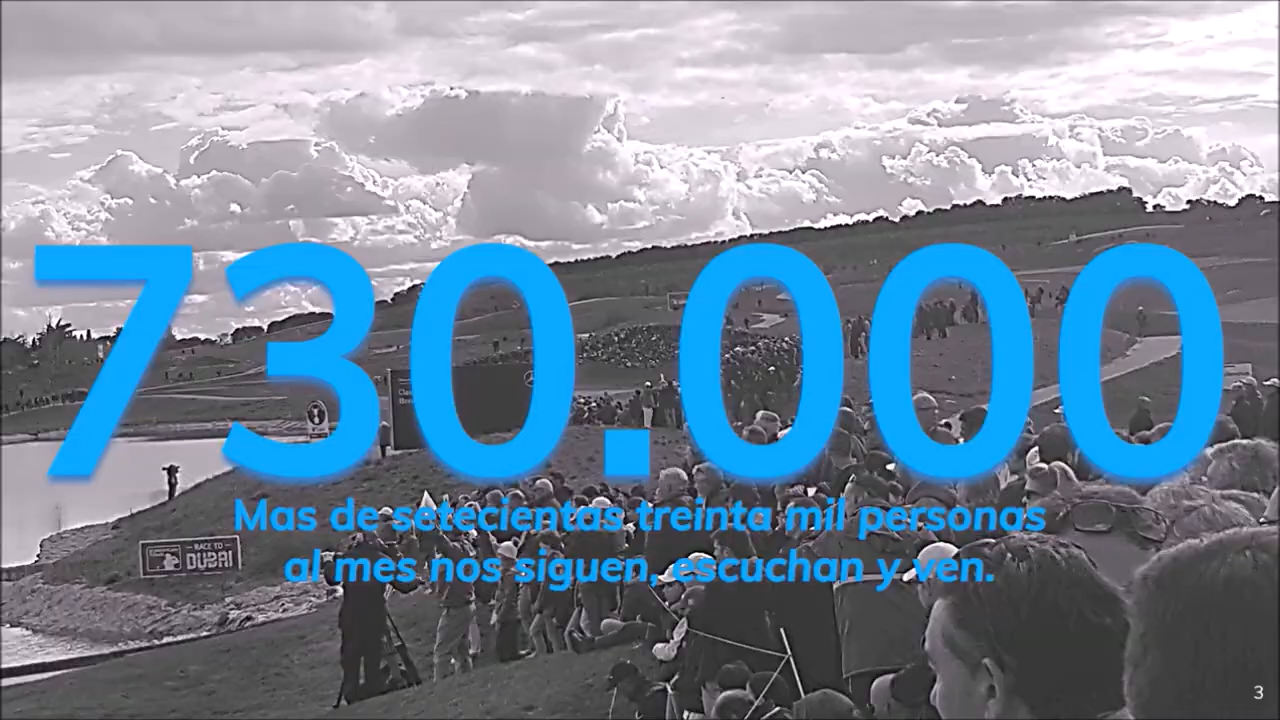 730.000
Mas de setecientas treinta mil personas
al mes nos siguen, escuchan y ven.
RACE TO
DUBAI
3